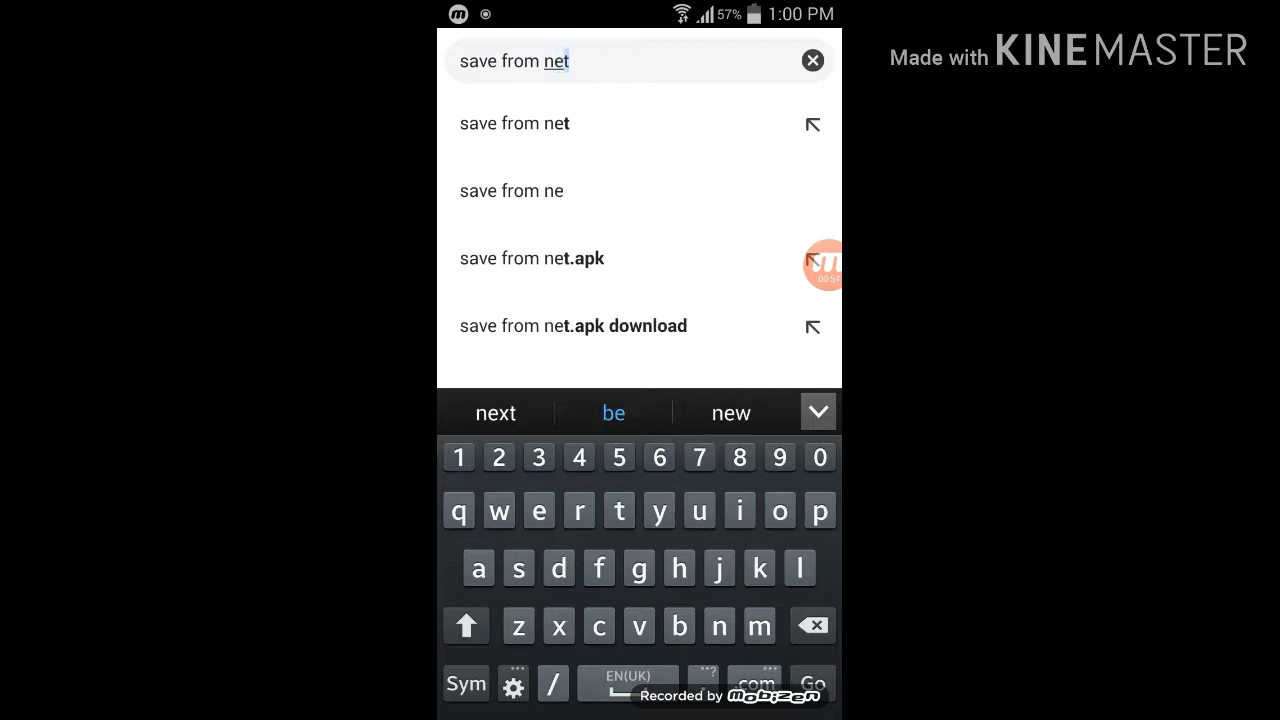 57% 1:00 PM
Made with KINEMASTER
save from net
save from net
save from ne
save from net.apk
00:57
save from net.apk download
next be new
1 2 3 4 5 6 7 8 9 0
q w e r t y u i o p
a s d f g h j k l
z x c v b n m
EN(UK)
Sym / .com Go
Recorded by mobizen